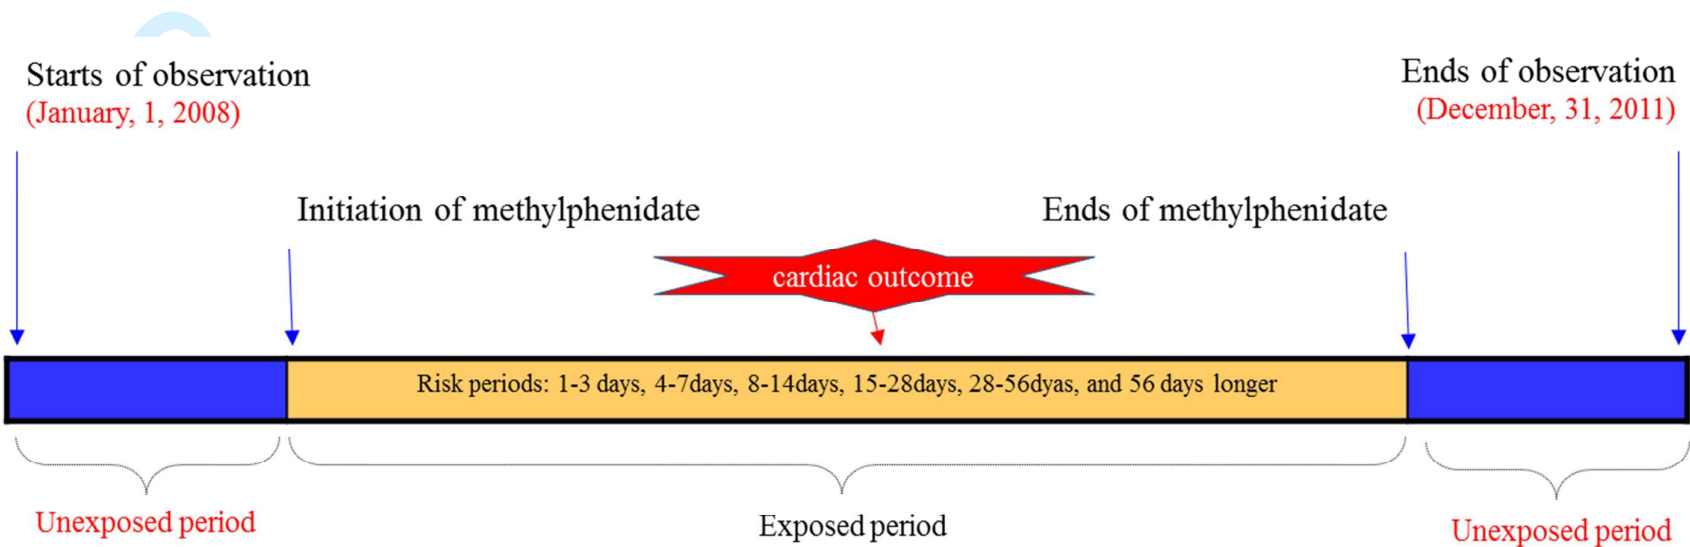 Starts of observation
(January, 1, 2008)
Ends of observation
(December, 31, 2011)
Initiation of methylphenidate
Ends of methylphenidate
cardiac outcome
Risk periods: 1-3 days, 4-7days, 8-14days, 15-28days, 28-56dyas, and 56 days longer
Unexposed period
Exposed period
Unexposed period